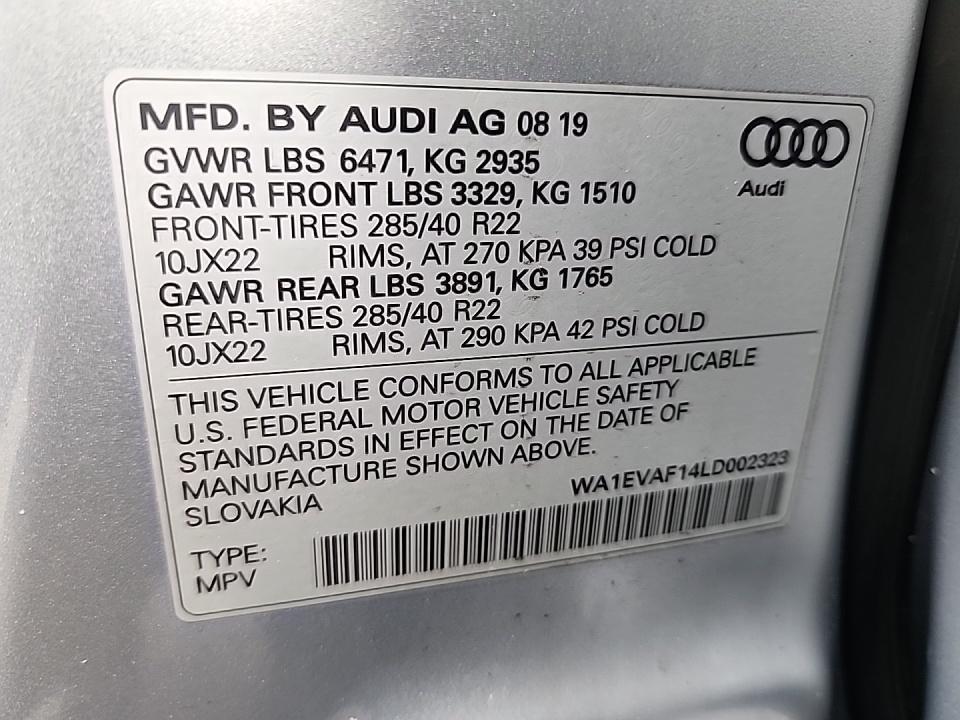 MFD. BY AUDI AG 08 19
GVWR LBS 6471, KG 2935
GAWR FRONT LBS 3329, KG 1510
FRONT-TIRES 285/40 R22
10JX22 RIMS, AT 270 KPA 39 PSI COLD
GAWR REAR LBS 3891, KG 1765
REAR-TIRES 285/40 R22
10JX22 RIMS, AT 290 KPA 42 PSI COLD
Audi
THIS VEHICLE CONFORMS TO ALL APPLICABLE
U.S. FEDERAL MOTOR VEHICLE SAFETY
STANDARDS IN EFFECT ON THE DATE OF
MANUFACTURE SHOWN ABOVE.
SLOVAKIA
WA1EVAF14LD002323
TYPE:
MPV